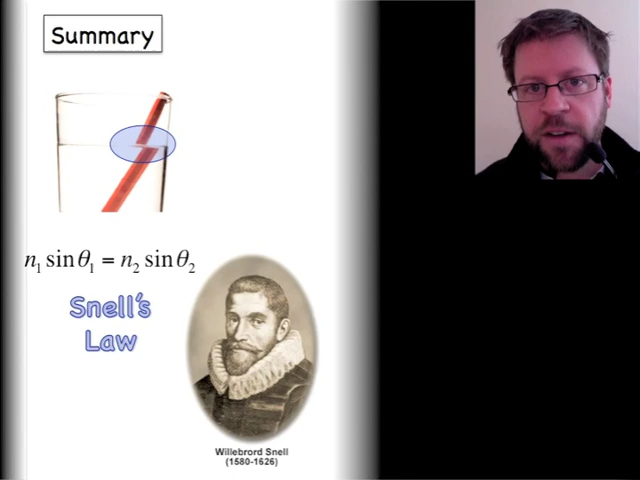 Summary
n₁ sin θ₁ = n₂ sin θ₂
Snell's
Law
Willebrord Snell
(1580-1626)